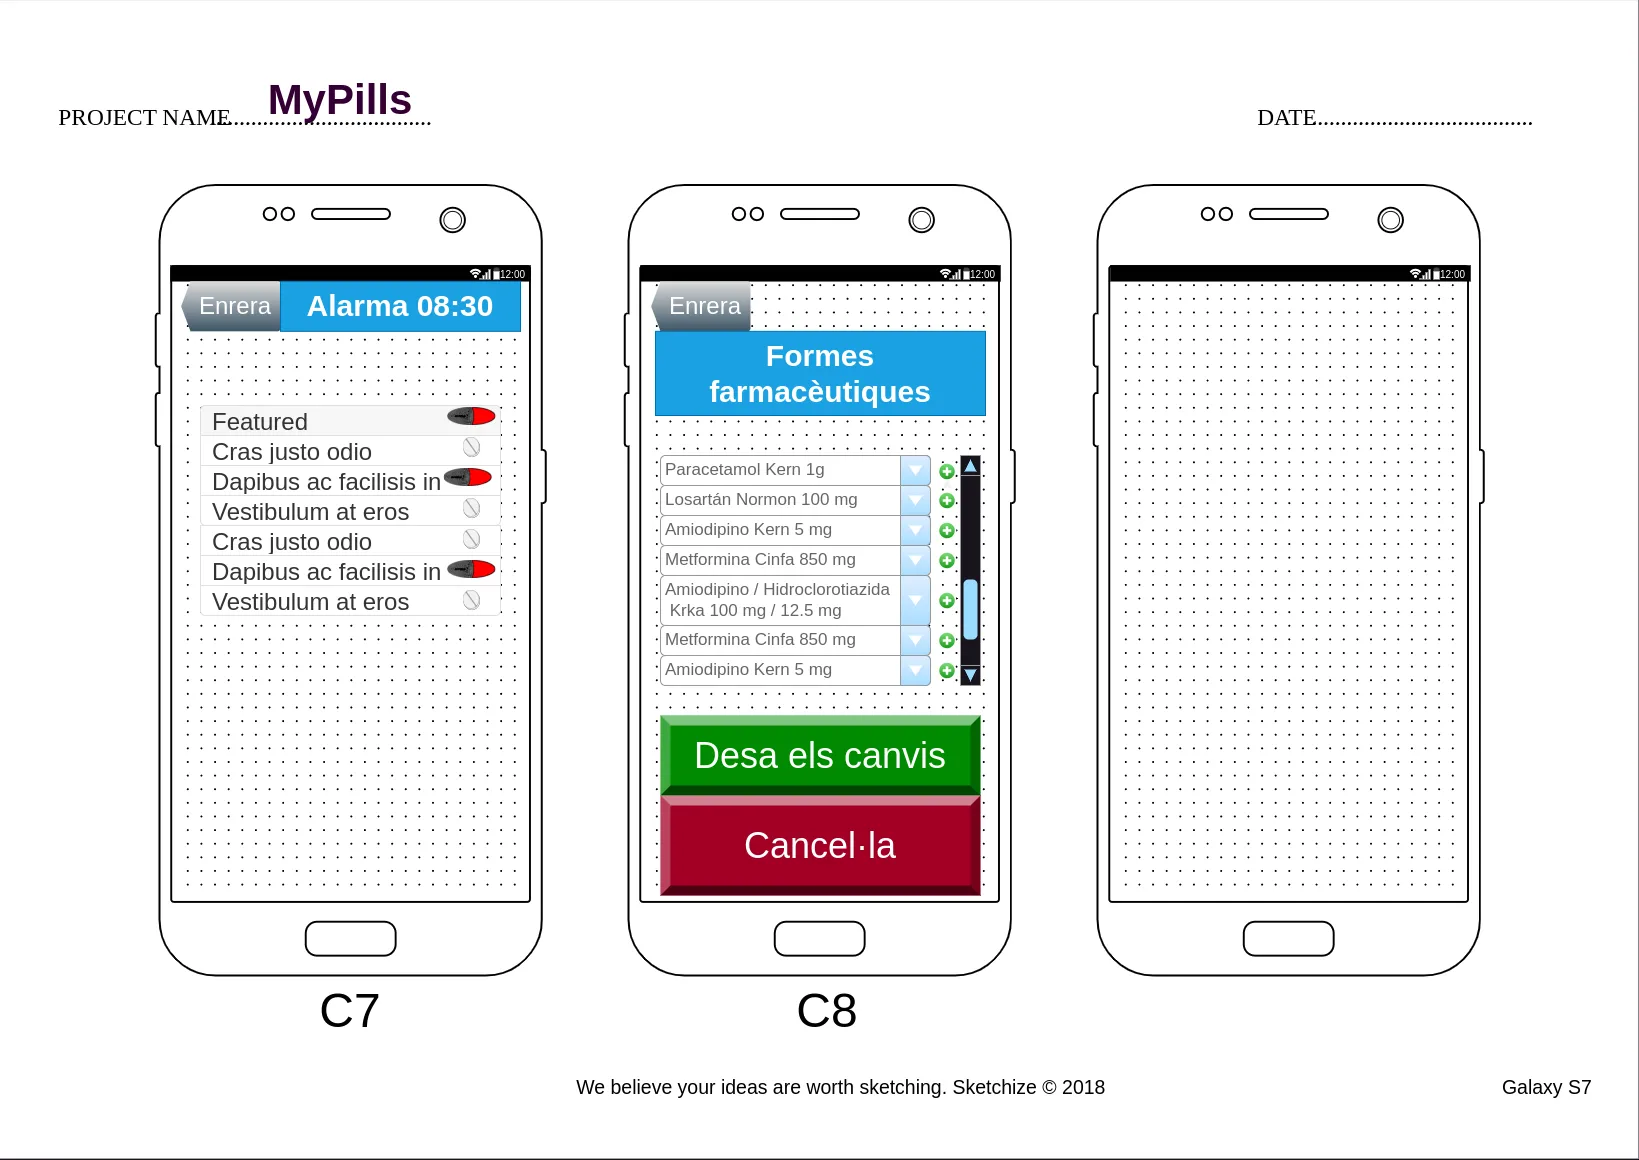 PROJECT NAME.................................... MyPills
DATE.....................................
12:00
Enrera
Alarma 08:30
Featured
Cras justo odio
Dapibus ac facilisis in
Vestibulum at eros
Cras justo odio
Dapibus ac facilisis in
Vestibulum at eros
C7
12:00
Enrera
Formes
farmacèutiques
Paracetamol Kern 1g
Losartán Normon 100 mg
Amiodipino Kern 5 mg
Metformina Cinfa 850 mg
Amiodipino / Hidroclorotiazida
Krka 100 mg / 12.5 mg
Metformina Cinfa 850 mg
Amiodipino Kern 5 mg
Desa els canvis
Cancel·la
C8
12:00
We believe your ideas are worth sketching. Sketchize © 2018
Galaxy S7